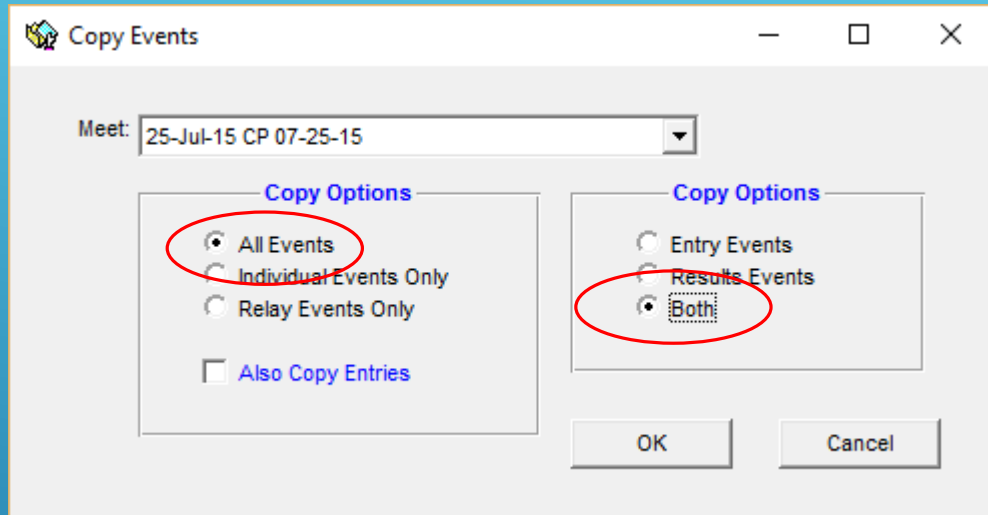 Copy Events
Meet: 25-Jul-15 CP 07-25-15
Copy Options
All Events
Individual Events Only
Relay Events Only
Also Copy Entries
Copy Options
Entry Events
Results Events
Both
OK
Cancel